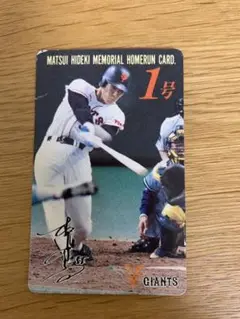 MATSUI HIDEKI MEMORIAL HOMERUN CARD.
1号
GIANTS